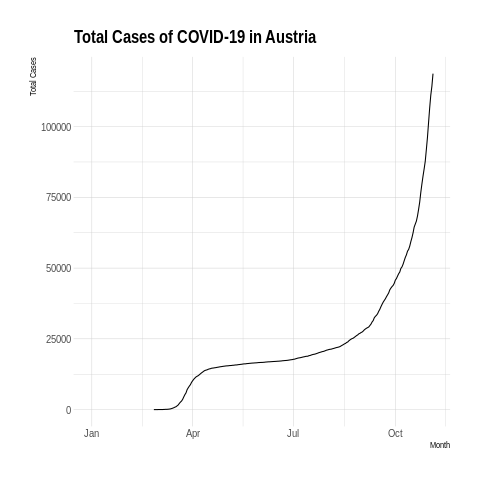 Total Cases of COVID-19 in Austria
Total Cases
100000
75000
50000
25000
0
Jan Apr Jul Oct
Month